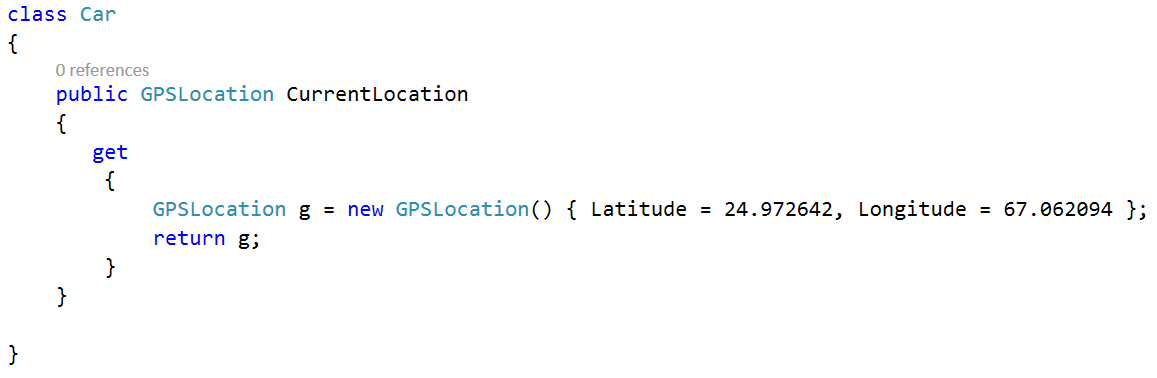 class Car
{
0 references
public GPSLocation CurrentLocation
{
get
{
GPSLocation g = new GPSLocation() { Latitude = 24.972642, Longitude = 67.062094 };
return g;
}
}
}